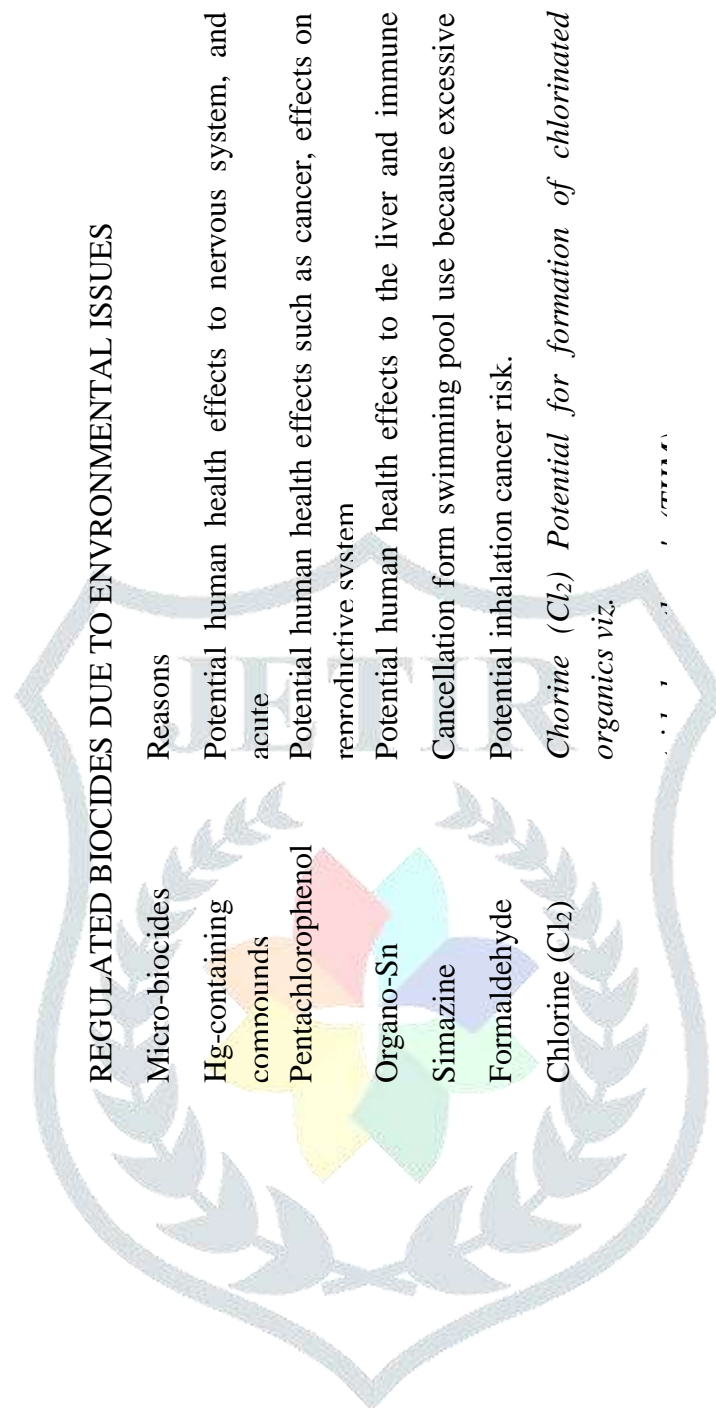 REGULATED BIOCIDES DUE TO ENVRONMENTAL ISSUES
Micro-biocides Reasons
Hg-containing Potential human health effects to nervous system, and
compounds acute
Pentachlorophenol Potential human health effects such as cancer, effects on
reproductive system
Organo-Sn Potential human health effects to the liver and immune
Simazine Cancellation form swimming pool use because excessive
Formaldehyde Potential inhalation cancer risk.
Chlorine (Cl₂) Chorine (Cl₂) Potential for formation of chlorinated
organics viz.
JETIR